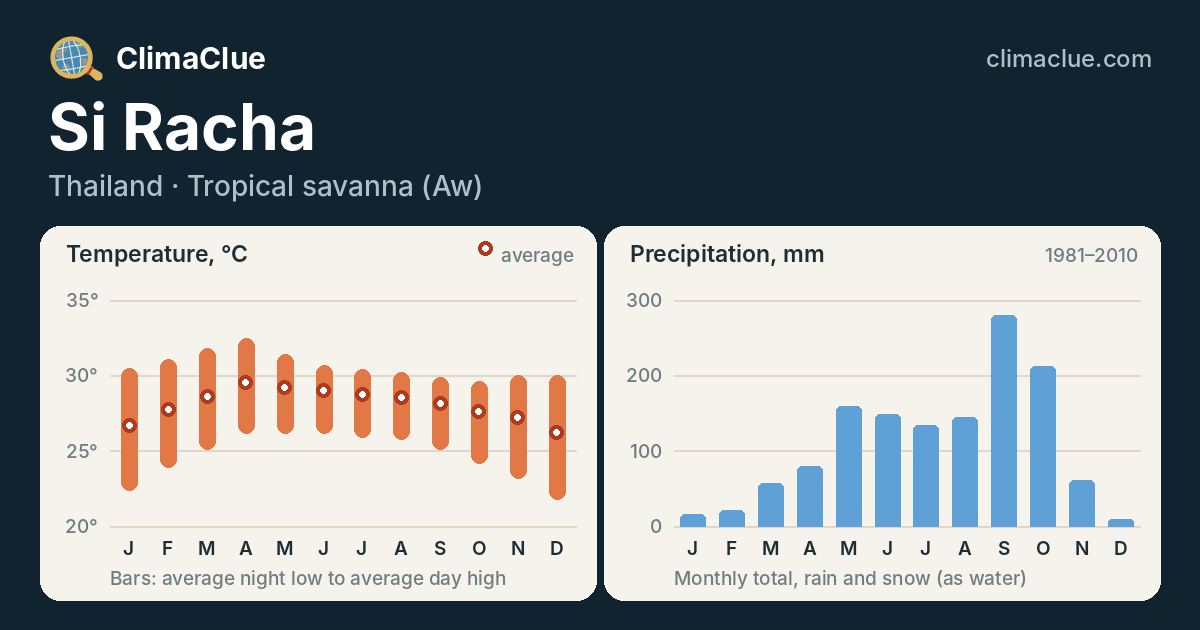 ClimaClue
climaclue.com
Si Racha
Thailand · Tropical savanna (Aw)
Temperature, °C
average
35°
30°
25°
20°
J F M A M J J A S O N D
Bars: average night low to average day high
Precipitation, mm
1981–2010
300
200
100
0
J F M A M J J A S O N D
Monthly total, rain and snow (as water)